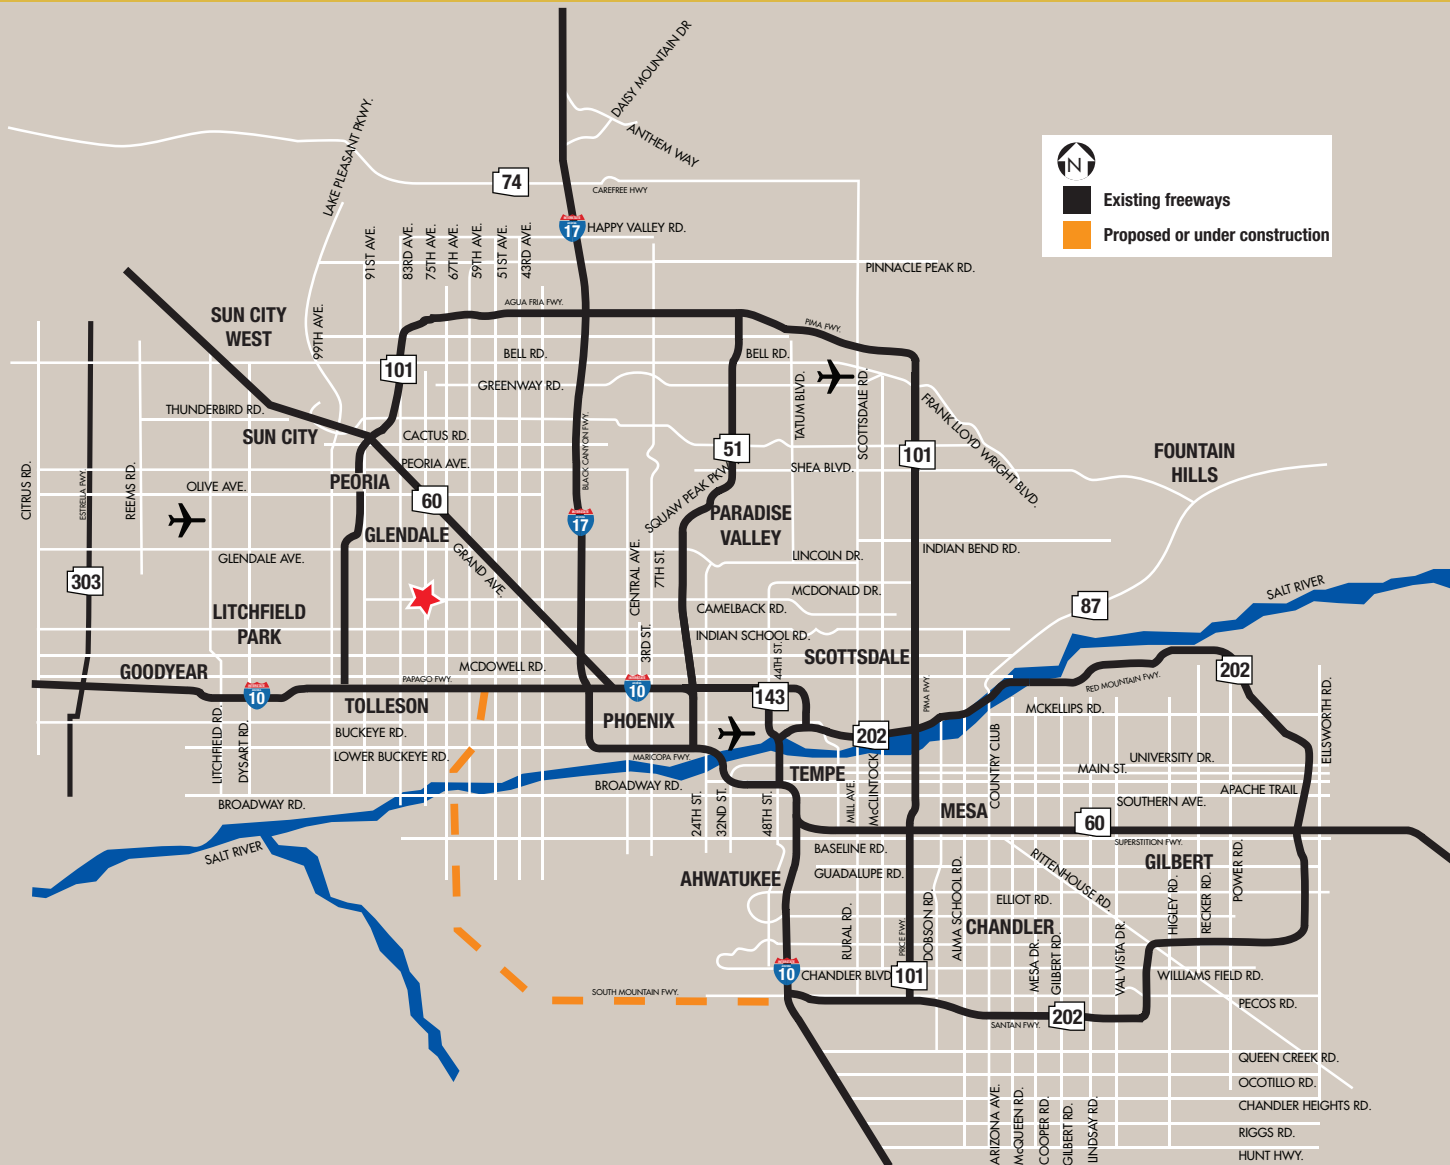 DAISY MOUNTAIN DR
ANTHEM WAY
LAKE PLEASANT PKWY.
74
CAREFREE HWY
N
Existing freeways
Proposed or under construction
17
HAPPY VALLEY RD.
91ST AVE.
83RD AVE.
75TH AVE.
67TH AVE.
59TH AVE.
51ST AVE.
43RD AVE.
PINNACLE PEAK RD.
AGUA FRIA FWY.
PIMA FWY.
SUN CITY
WEST
99TH AVE.
BELL RD.
BELL RD.
101
GREENWAY RD.
TATUM BLVD.
SCOTTSDALE RD.
THUNDERBIRD RD.
FRANK LLOYD WRIGHT BLVD.
SUN CITY
CACTUS RD.
BLACK CANYON FWY.
51
101
FOUNTAIN
HILLS
PEORIA AVE.
SHEA BLVD.
CITRUS RD.
ESTRELLA FWY.
REEMS RD.
OLIVE AVE.
PEORIA
60
SQUAW PEAK PKWY
17
PARADISE
VALLEY
GLENDALE
GRAND AVE.
GLENDALE AVE.
CENTRAL AVE.
7TH ST.
LINCOLN DR.
INDIAN BEND RD.
303
MCDONALD DR.
SALT RIVER
LITCHFIELD
PARK
CAMELBACK RD.
87
INDIAN SCHOOL RD.
3RD ST.
44TH ST.
SCOTTSDALE
GOODYEAR
MCDOWELL RD.
PAPAGO FWY.
202
RED MOUNTAIN FWY.
10
10
143
PIMA FWY.
TOLLESON
PHOENIX
MCKELLIPS RD.
ELLSWORTH RD.
LITCHFIELD RD.
DYSART RD.
BUCKEYE RD.
202
LOWER BUCKEYE RD.
MARICOPA FWY.
COUNTRY CLUB
UNIVERSITY DR.
MAIN ST.
TEMPE
BROADWAY RD.
BROADWAY RD.
MILL AVE.
McCLINTOCK
APACHE TRAIL
SOUTHERN AVE.
24TH ST.
32ND ST.
48TH ST.
MESA
60
SUPERSTITION FWY.
SALT RIVER
BASELINE RD.
RITTENHOUSE RD.
GILBERT
AHWATUKEE
GUADALUPE RD.
POWER RD.
ALMA SCHOOL RD.
DOBSON RD.
ELLIOT RD.
HIGLEY RD.
RECKER RD.
RURAL RD.
PRICE FWY.
CHANDLER
MESA DR.
GILBERT RD.
VAL VISTA DR.
10
CHANDLER BLVD
101
WILLIAMS FIELD RD.
SOUTH MOUNTAIN FWY.
PECOS RD.
202
SANTAN FWY.
QUEEN CREEK RD.
OCOTILLO RD.
CHANDLER HEIGHTS RD.
ARIZONA AVE.
McQUEEN RD.
COOPER RD.
GILBERT RD.
LINDSAY RD.
RIGGS RD.
HUNT HWY.